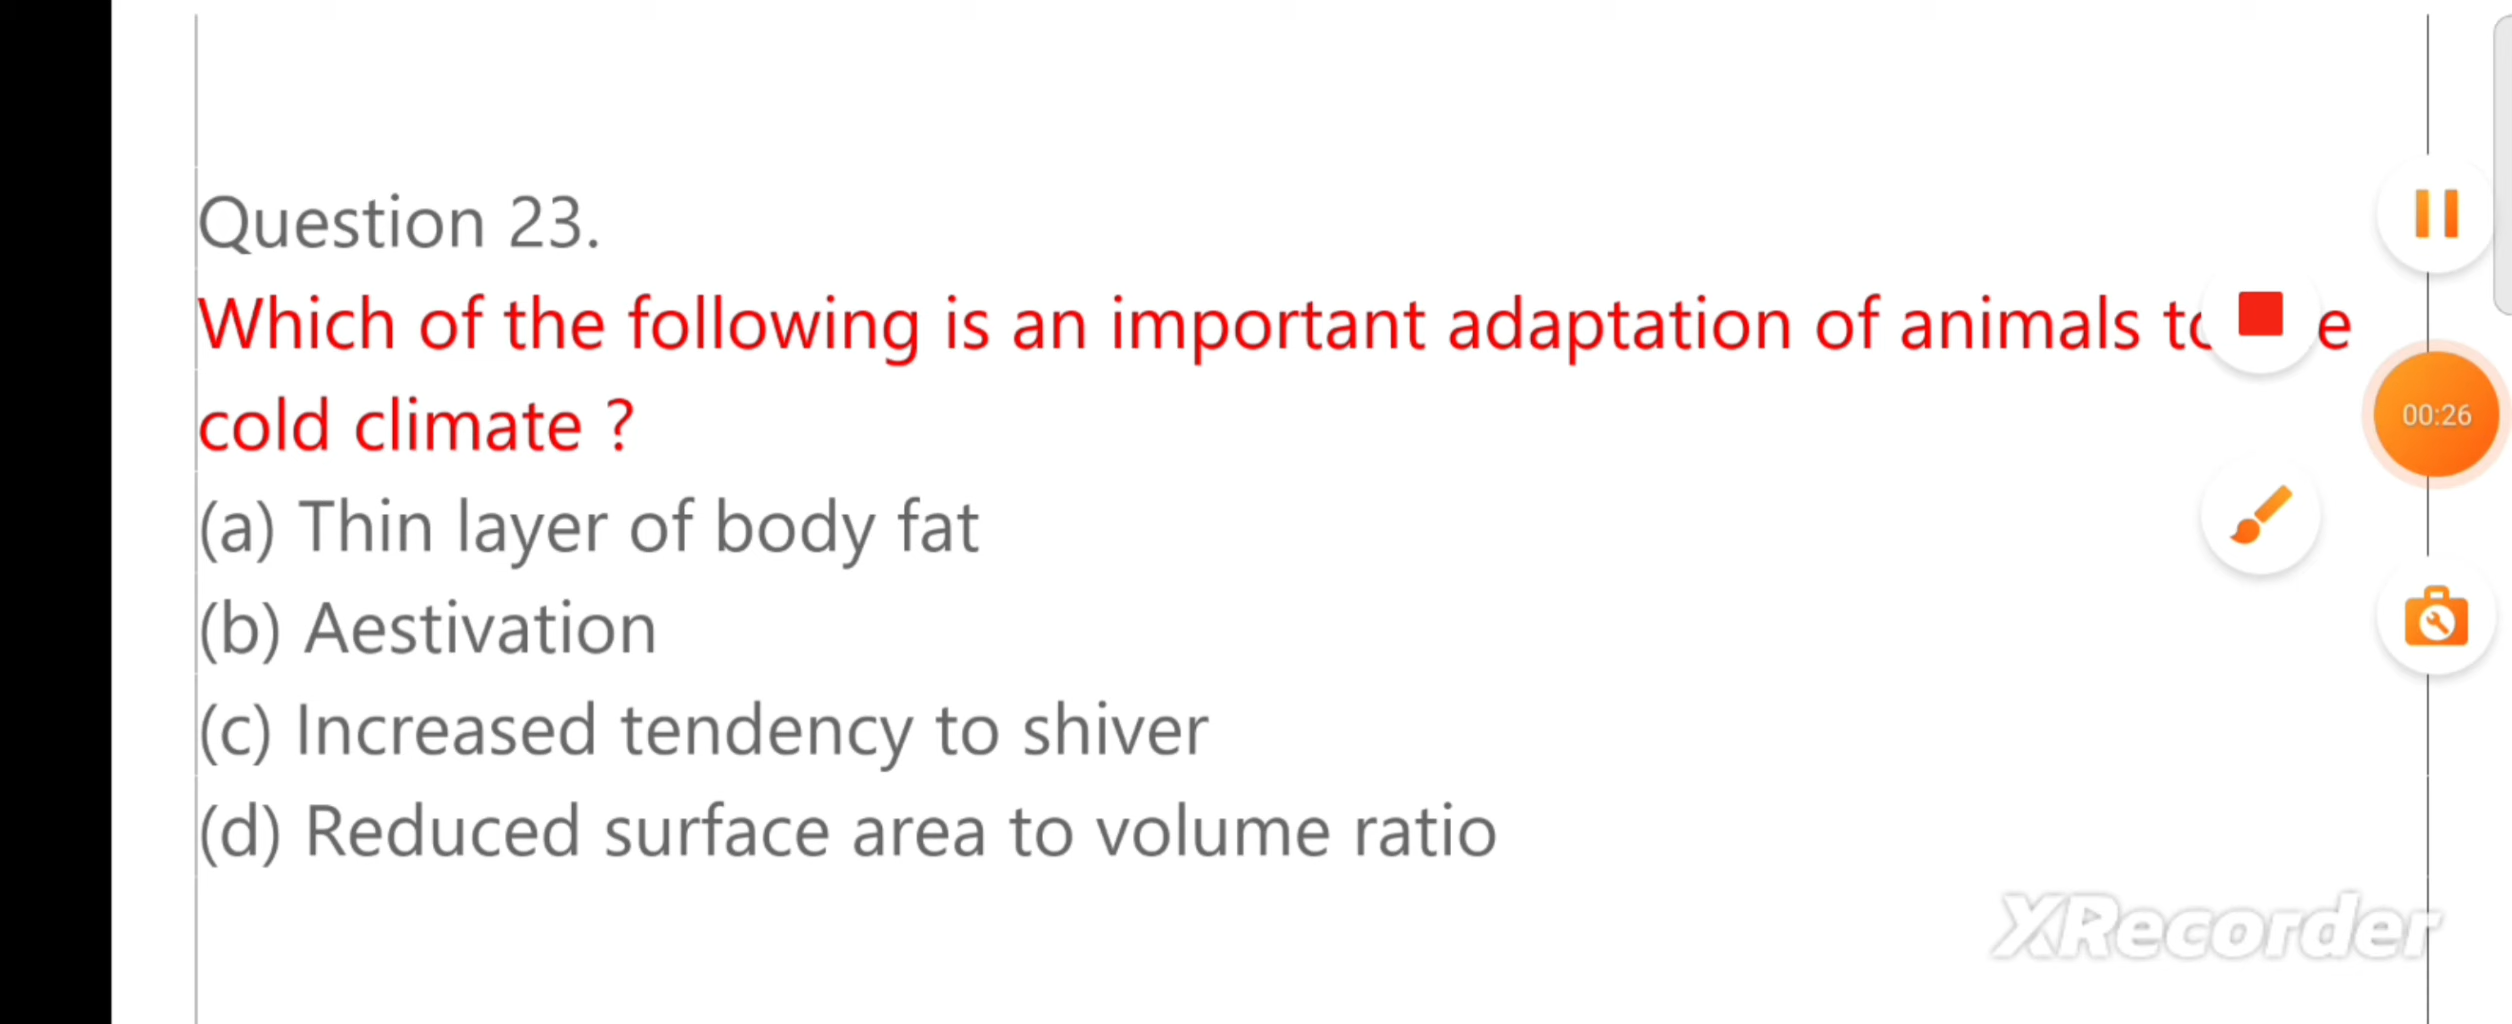 Question 23.
Which of the following is an important adaptation of animals
cold climate ?
(a) Thin layer of body fat
(b) Aestivation
(c) Increased tendency to shiver
(d) Reduced surface area to volume ratio
00:26
XRecorder